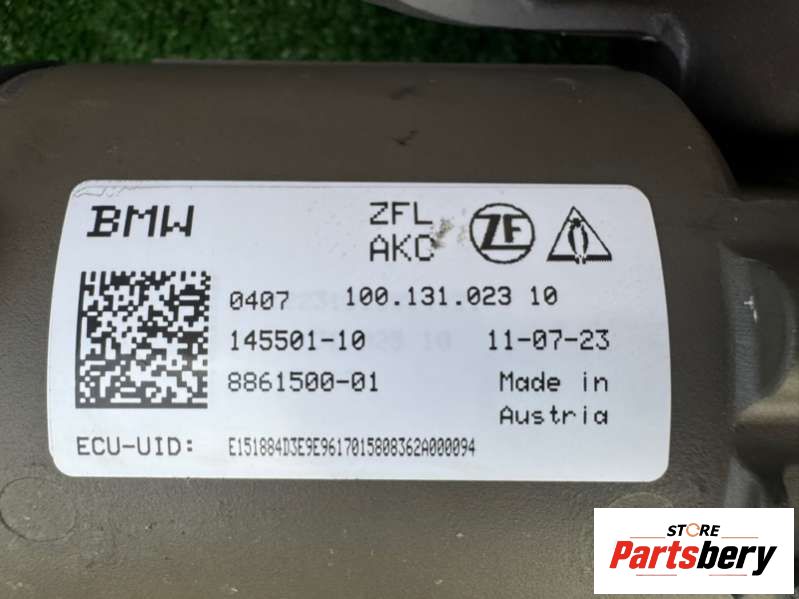 BMW
ZFL
AKC
ZF
0407 100.131.023 10
145501-10 11-07-23
8861500-01 Made in
Austria
ECU-UID: E151884D3E9E9617015808362A000094
STORE
Partsbery